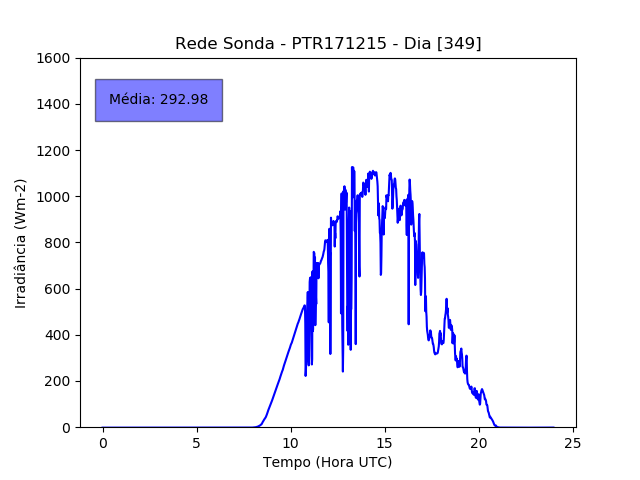 Rede Sonda - PTR171215 - Dia [349]
1600
1400
1200
1000
800
600
400
200
0
Média: 292.98
Irradiância (Wm-2)
0 5 10 15 20 25
Tempo (Hora UTC)